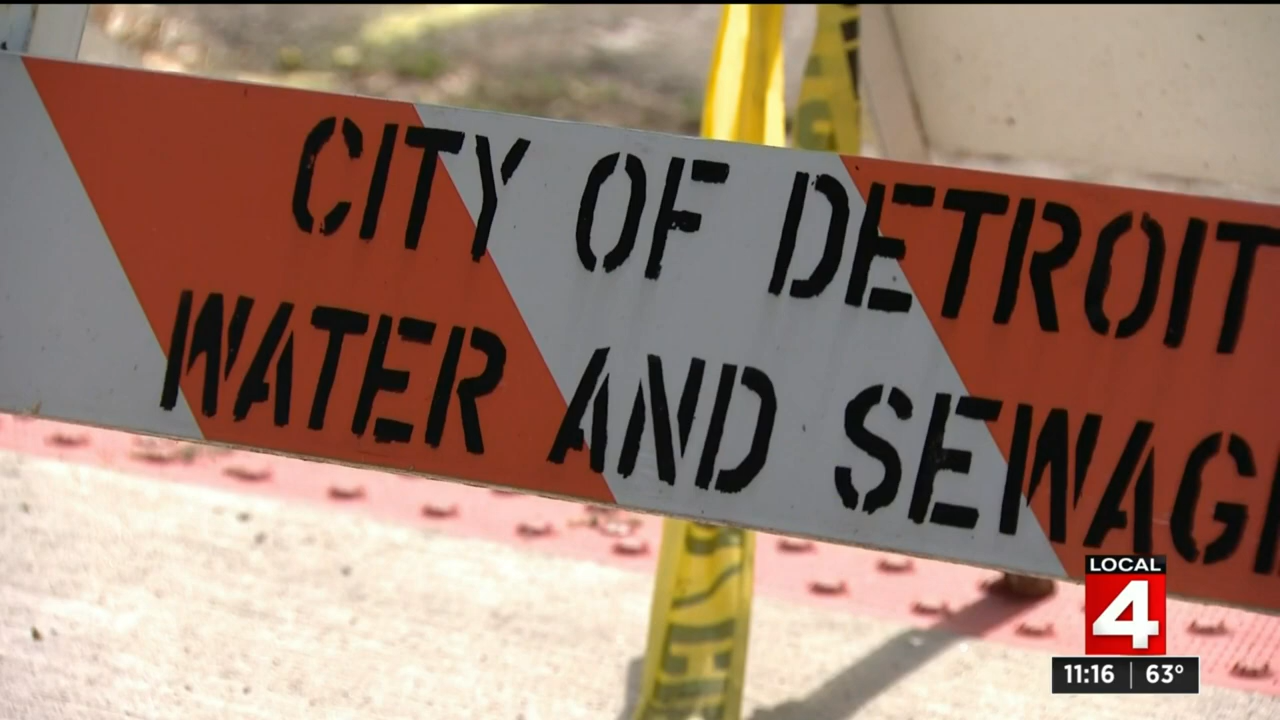 CITY OF DETROIT
WATER AND SEWAG
LOCAL
4
11:16 | 63°